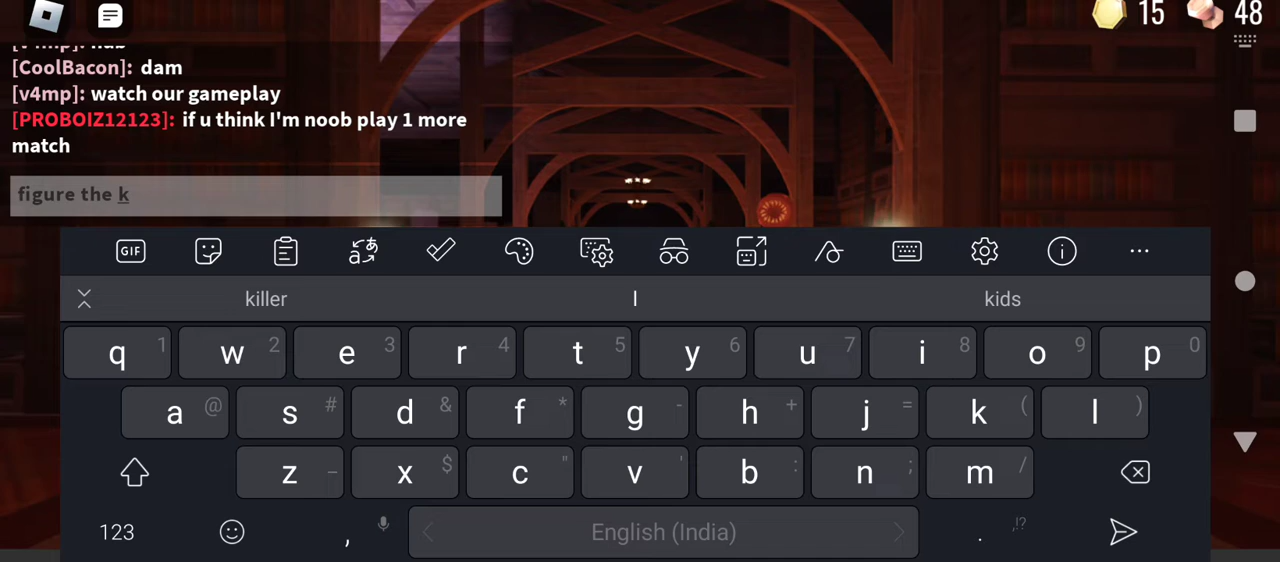 15 48
[CoolBacon]: dam
[v4mp]: watch our gameplay
[PROBOIZ12123]: if u think I'm noob play 1 more
match
figure the k
GIF
killer l kids
q 1 w 2 e 3 r 4 t 5 y 6 u 7 i 8 o 9 p 0
a @ s # d & f * g - h + j = k ( l )
z _ x $ c " v ' b : n ; m /
123 , English (India) . ,!?